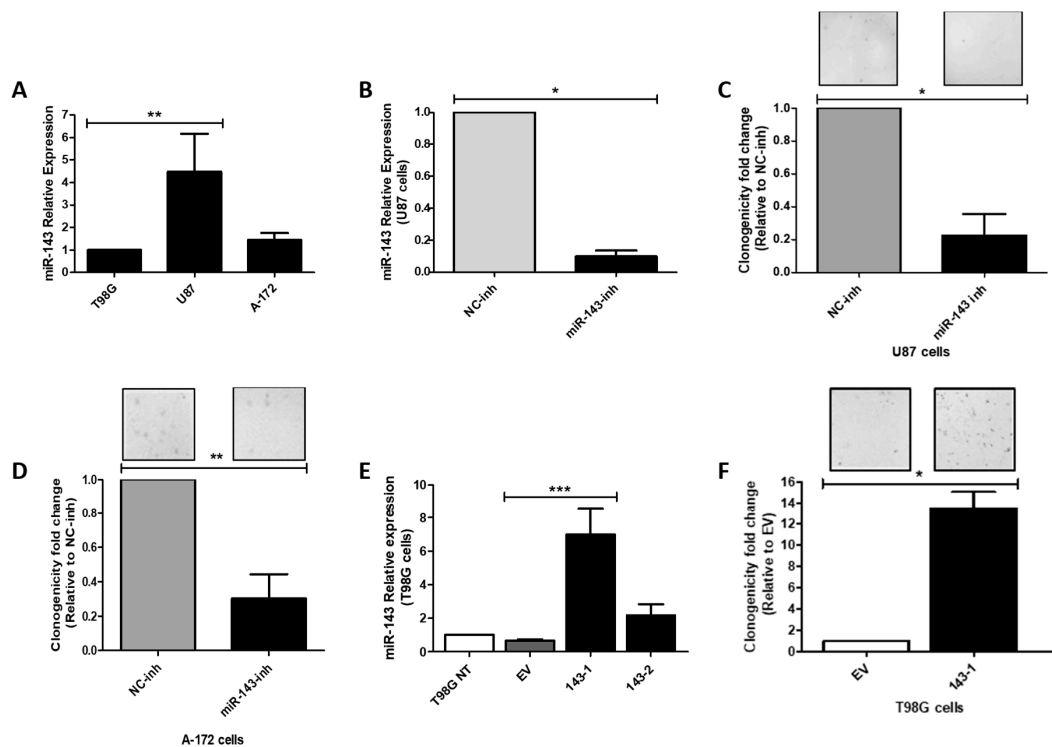 A
miR-143 Relative Expression
7
6
5
4
3
2
1
0
**
T98G
U87
A-172
B
miR-143 Relative Expression
(U87 cells)
1.0
0.8
0.6
0.4
0.2
0.0
*
NC-inh
miR-143-inh
C
Clonogenicity fold change
(Relative to NC-inh)
1.0
0.8
0.6
0.4
0.2
0.0
*
NC-inh
miR-143 inh
U87 cells
D
Clonogenicity fold change
(Relative to NC-inh)
1.0
0.8
0.6
0.4
0.2
0.0
**
NC-inh
miR-143-inh
A-172 cells
E
miR-143 Relative expression
(T98G cells)
10
8
6
4
2
0
***
T98G NT
EV
143-1
143-2
F
Clonogenicity fold change
(Relative to EV)
16
14
12
10
8
6
4
2
1
0
*
EV
143-1
T98G cells